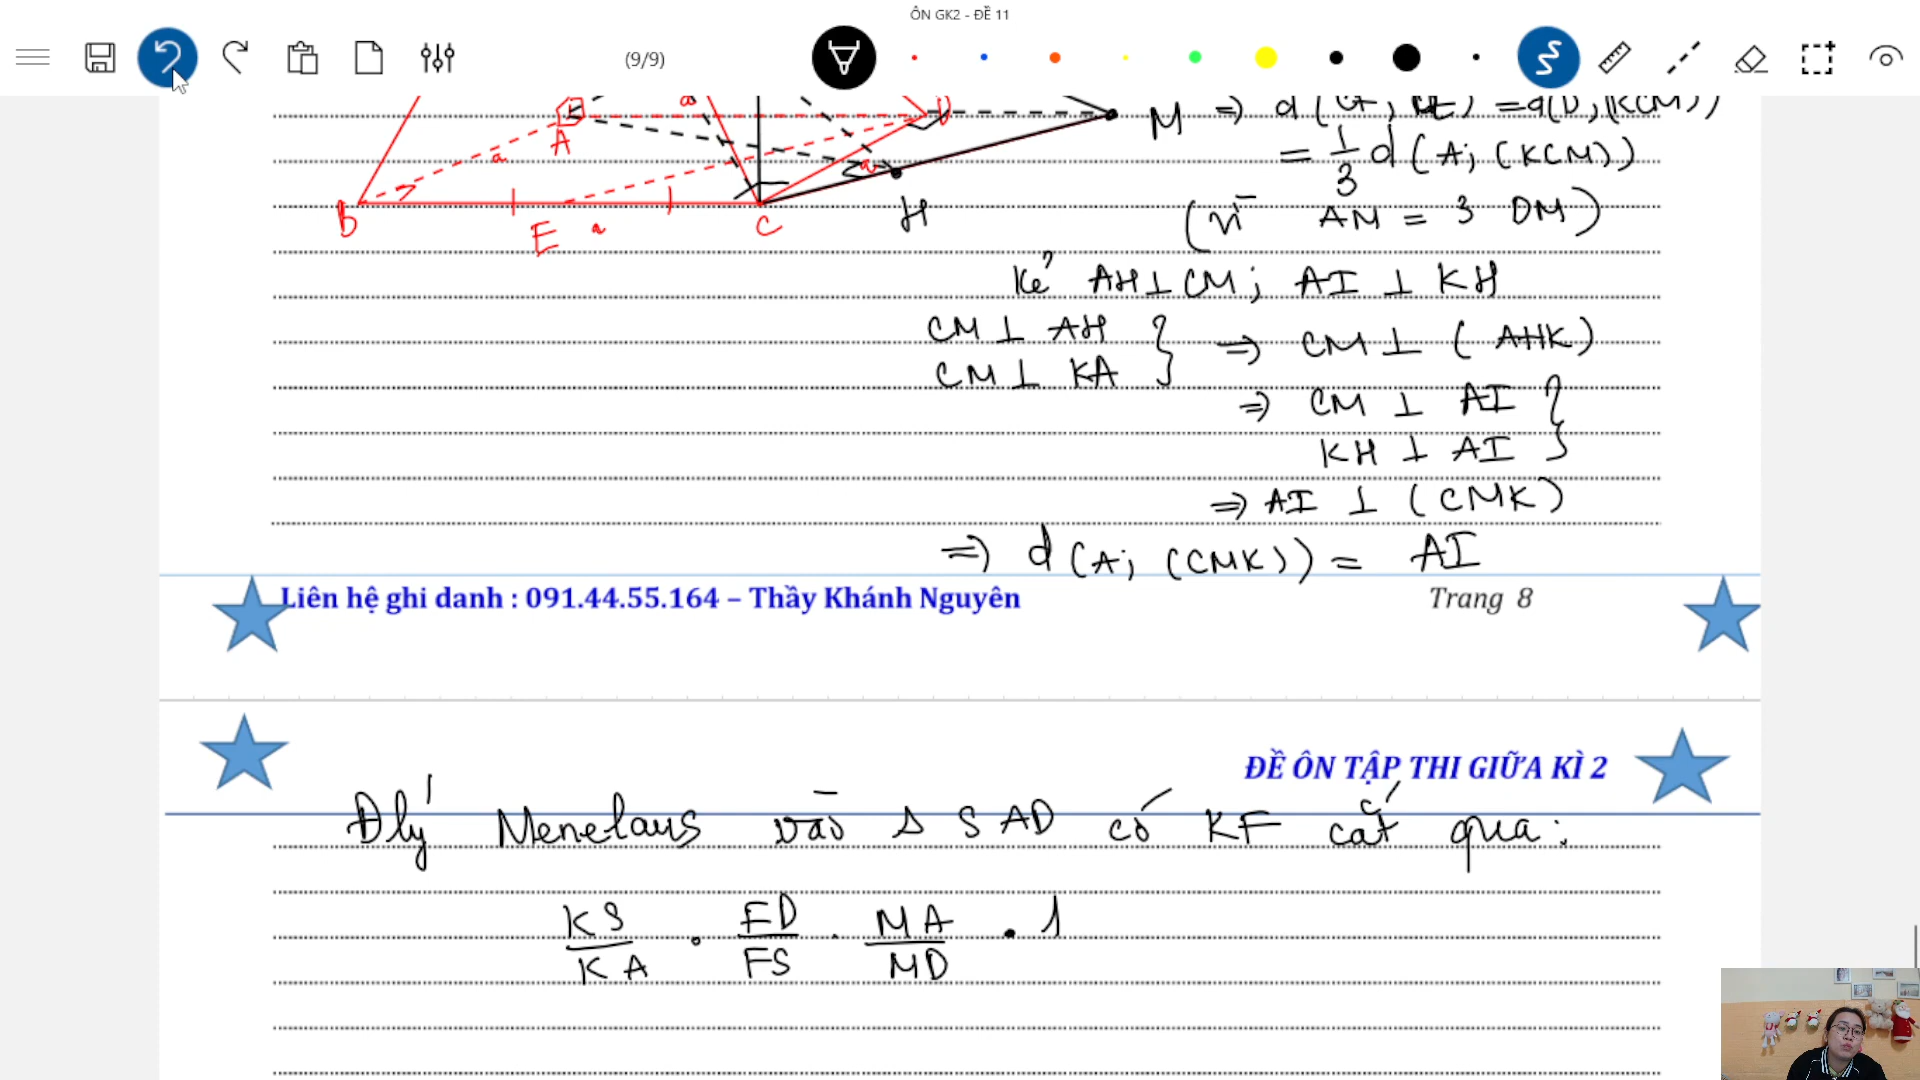 ÔN GK2 - ĐỀ 11
(9/9)
M => d(CF, DE) = d(D, (KCM))
A
a
a
a
D
= 1/3 d(A; (KCM))
B
E
a
C
H
(vì AM = 3 DM)
Kẻ AH ⊥ CM; AI ⊥ KH
CM ⊥ AH
CM ⊥ KA } => CM ⊥ (AHK)
=> CM ⊥ AI
KH ⊥ AI }
=> AI ⊥ (CMK)
=> d(A; (CMK)) = AI
Liên hệ ghi danh : 091.44.55.164 – Thầy Khánh Nguyên
Trang 8
ĐỀ ÔN TẬP THI GIỮA KÌ 2
Đlý Menelaus vào Δ SAD có KF cắt qua:
KS/KA . FD/FS . MA/MD . 1